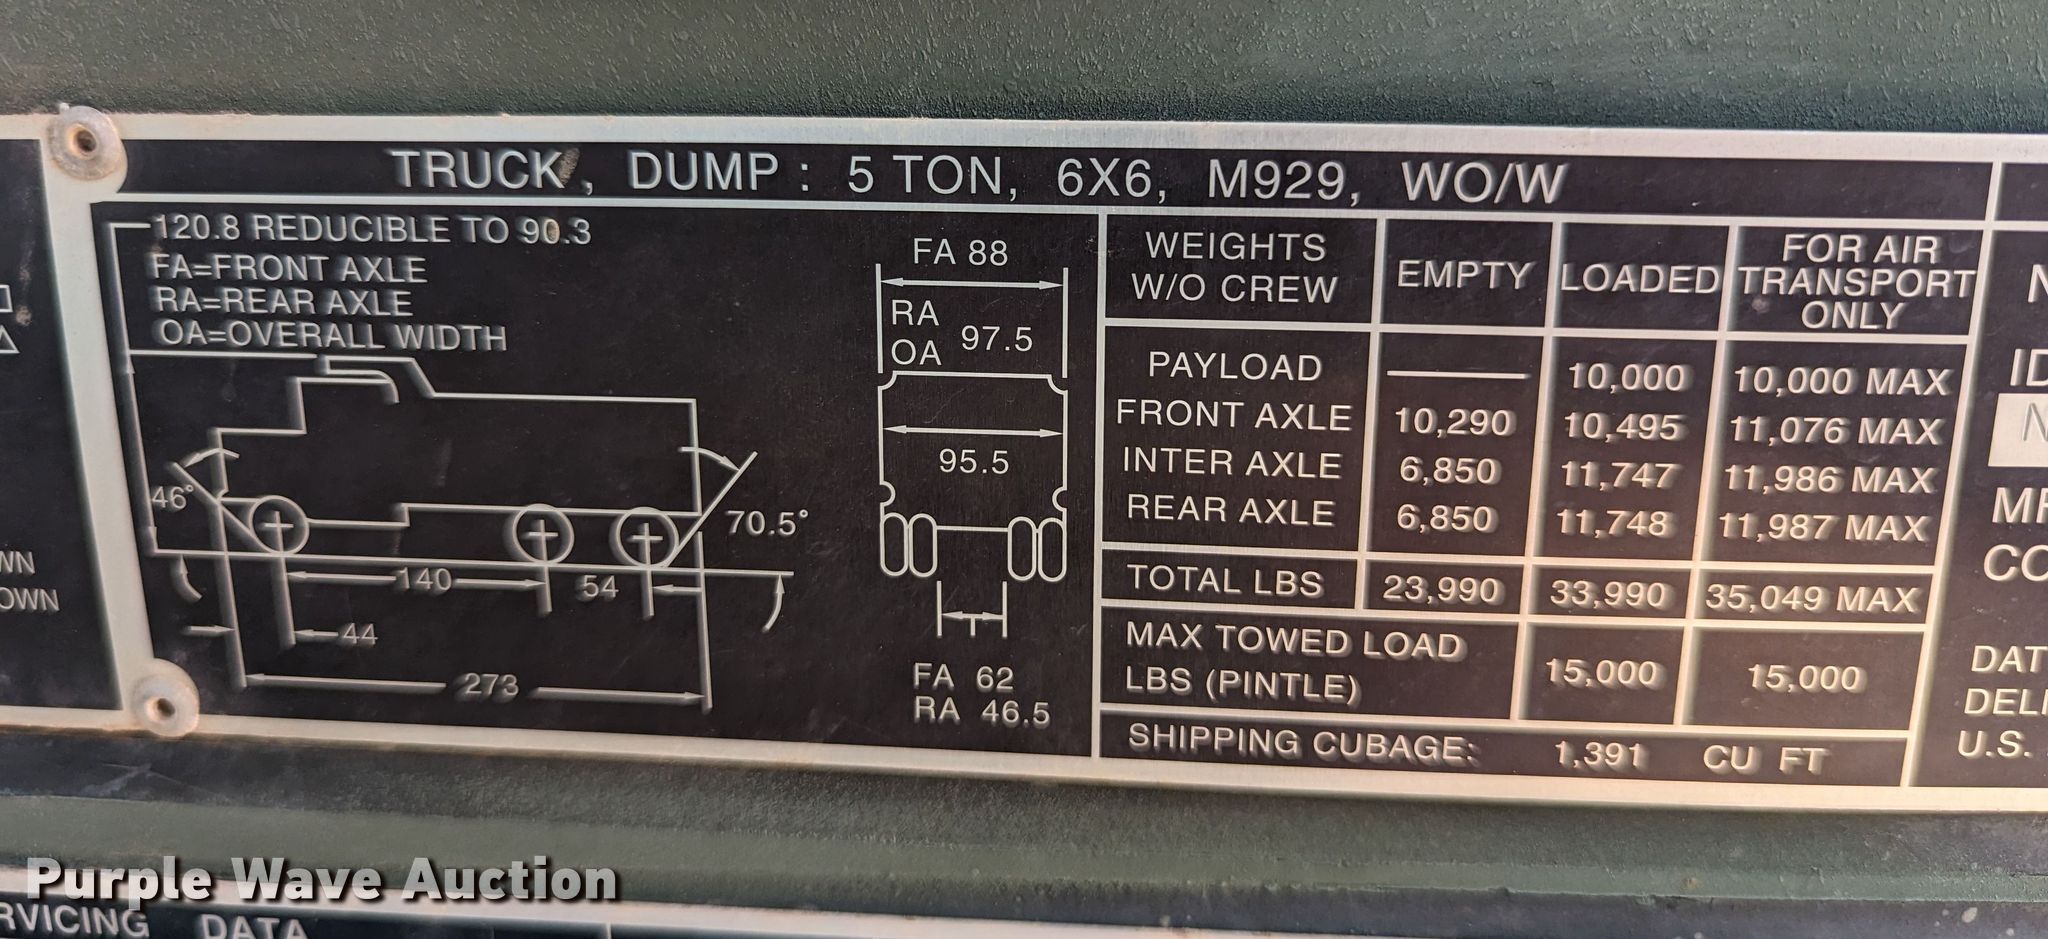 TRUCK, DUMP: 5 TON, 6X6, M929, WO/W
120.8 REDUCIBLE TO 90.3
FA=FRONT AXLE
RA=REAR AXLE
OA=OVERALL WIDTH
46°
70.5°
140
54
44
273
FA 88
RA
OA 97.5
95.5
FA 62
RA 46.5
WEIGHTS W/O CREW EMPTY LOADED FOR AIR TRANSPORT ONLY
PAYLOAD 10,000 10,000 MAX
FRONT AXLE 10,290 10,495 11,076 MAX
INTER AXLE 6,850 11,747 11,986 MAX
REAR AXLE 6,850 11,748 11,987 MAX
TOTAL LBS 23,990 33,990 35,049 MAX
MAX TOWED LOAD
LBS (PINTLE) 15,000 15,000
SHIPPING CUBAGE: 1,391 CU FT
U.S.
Purple Wave Auction
DATA